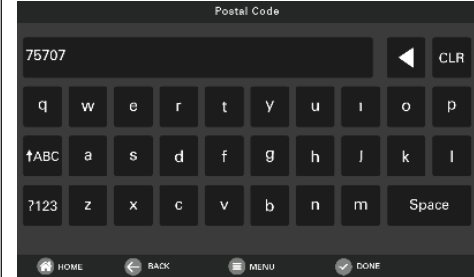 Postal Code
75707 CLR
q w e r t y u i o p
↑ABC a s d f g h j k l
?123 z x c v b n m Space
HOME BACK MENU DONE